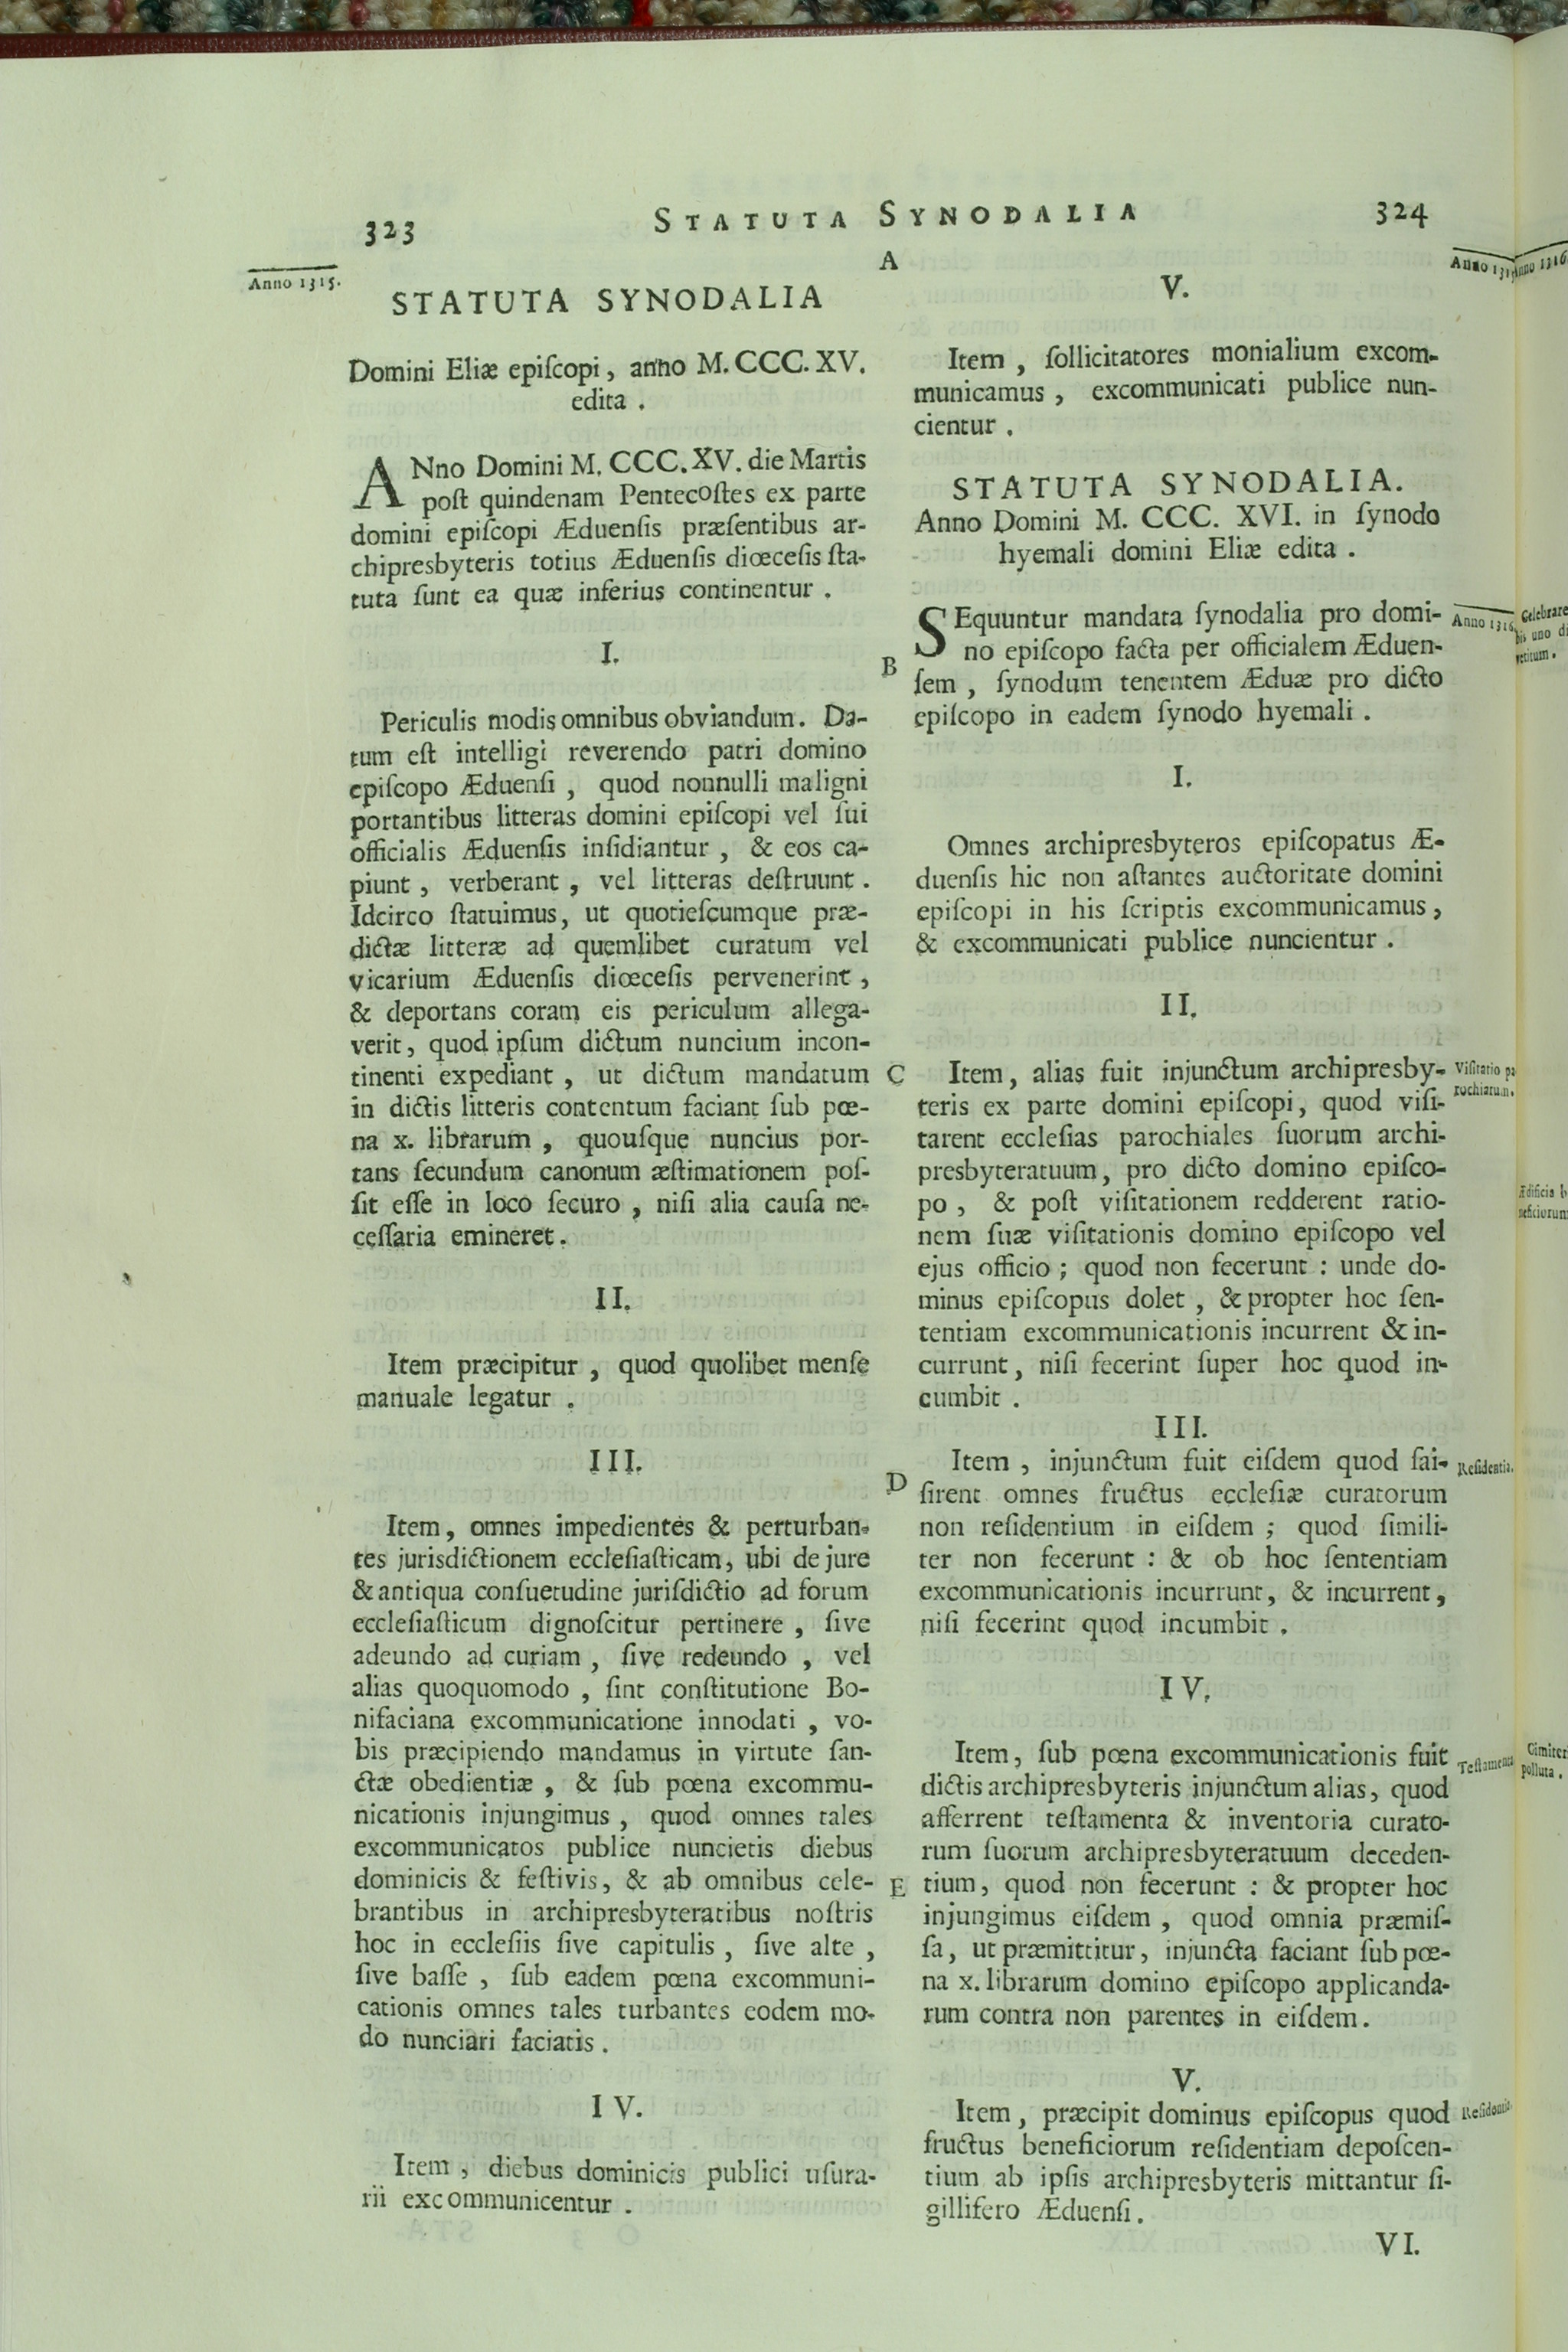 323
STATUTA SYNODALIA
324
A
Anno 1315.
STATUTA SYNODALIA
Domini Eliæ epiſcopi, anno M. CCC. XV.
edita.
ANno Domini M. CCC. XV. die Martis
poſt quindenam Pentecoſtes ex parte
domini epiſcopi Æduenſis præſentibus ar-
chipresbyteris totius Æduenſis diœceſis ſta-
tuta ſunt ea quæ inferius continentur.
I.
Periculis modis omnibus obviandum. Da-
tum eſt intelligi reverendo patri domino
epiſcopo Æduenſi, quod nonnulli maligni
portantibus litteras domini epiſcopi vel ſui
officialis Æduenſis inſidiantur, & eos ca-
piunt, verberant, vel litteras deſtruunt.
Idcirco ſtatuimus, ut quotieſcumque præ-
dictæ litteræ ad quemlibet curatum vel
vicarium Æduenſis diœceſis pervenerint,
& deportans coram eis periculum allega-
verit, quod ipſum dictum nuncium incon-
tinenti expediant, ut dictum mandatum
in dictis litteris contentum faciant ſub pœ-
na x. librarum, quouſque nuncius por-
tans ſecundum canonum æſtimationem poſ-
ſit eſſe in loco ſecuro, niſi alia cauſa ne-
ceſſaria emineret.
II.
Item præcipitur, quod quolibet menſe
manuale legatur.
III.
Item, omnes impedientes & perturban-
tes jurisdictionem eccleſiaſticam, ubi de jure
& antiqua conſuetudine juriſdictio ad forum
eccleſiaſticum dignoſcitur pertinere, ſive
adeundo ad curiam, ſive redeundo, vel
alias quoquomodo, ſint conſtitutione Bo-
nifaciana excommunicatione innodati, vo-
bis præcipiendo mandamus in virtute ſan-
ctæ obedientiæ, & ſub pœna excommu-
nicationis injungimus, quod omnes tales
excommunicatos publice nuncietis diebus
dominicis & feſtivis, & ab omnibus cele-
brantibus in archipresbyteratibus noſtris
hoc in eccleſiis ſive capitulis, ſive alte,
ſive baſſe, ſub eadem pœna excommuni-
cationis omnes tales turbantes eodem mo-
do nunciari faciatis.
IV.
Item, diebus dominicis publici uſura-
rii excommunicentur.
B
C
D
E
V.
Item, ſollicitatores monialium excom-
municamus, excommunicati publice nun-
cientur.
STATUTA SYNODALIA.
Anno Domini M. CCC. XVI. in ſynodo
hyemali domini Eliæ edita.
SEquuntur mandata ſynodalia pro domi-
no epiſcopo facta per officialem Æduen-
ſem, ſynodum tenentem Æduæ pro dicto
epiſcopo in eadem ſynodo hyemali.
Anno 1316.
I.
Omnes archipresbyteros epiſcopatus Æ-
duenſis hic non aſtantes auctoritate domini
epiſcopi in his ſcriptis excommunicamus,
& excommunicati publice nuncientur.
II.
Item, alias fuit injunctum archipresby-
teris ex parte domini epiſcopi, quod viſi-
tarent eccleſias parochiales ſuorum archi-
presbyteratuum, pro dicto domino epiſco-
po, & poſt viſitationem redderent ratio-
nem ſuæ viſitationis domino epiſcopo vel
ejus officio; quod non fecerunt: unde do-
minus epiſcopus dolet, & propter hoc ſen-
tentiam excommunicationis incurrent & in-
currunt, niſi fecerint ſuper hoc quod in-
cumbit.
Viſitatio pa
rochiarum.
III.
Item, injunctum fuit eiſdem quod ſai-
ſirent omnes fructus eccleſiæ curatorum
non reſidentium in eiſdem; quod ſimili-
ter non fecerunt: & ob hoc ſententiam
excommunicationis incurrunt, & incurrent,
niſi fecerint quod incumbit.
Reſidentia.
IV.
Item, ſub pœna excommunicationis fuit
dictis archipresbyteris injunctum alias, quod
afferrent teſtamenta & inventoria curato-
rum ſuorum archipresbyteratuum deceden-
tium, quod non fecerunt: & propter hoc
injungimus eiſdem, quod omnia præmiſ-
ſa, ut præmittitur, injuncta faciant ſub pœ-
na x. librarum domino epiſcopo applicanda-
rum contra non parentes in eiſdem.
Teſtamenta
V.
Item, præcipit dominus epiſcopus quod
fructus beneficiorum reſidentiam depoſcen-
tium ab ipſis archipresbyteris mittantur ſi-
gillifero Æduenſi.
Reſidentia.
VI.
Anno 1316
Celebrare
bis uno di
vetitum.
Ædificia b
neficiorum
Cimiter
polluta.